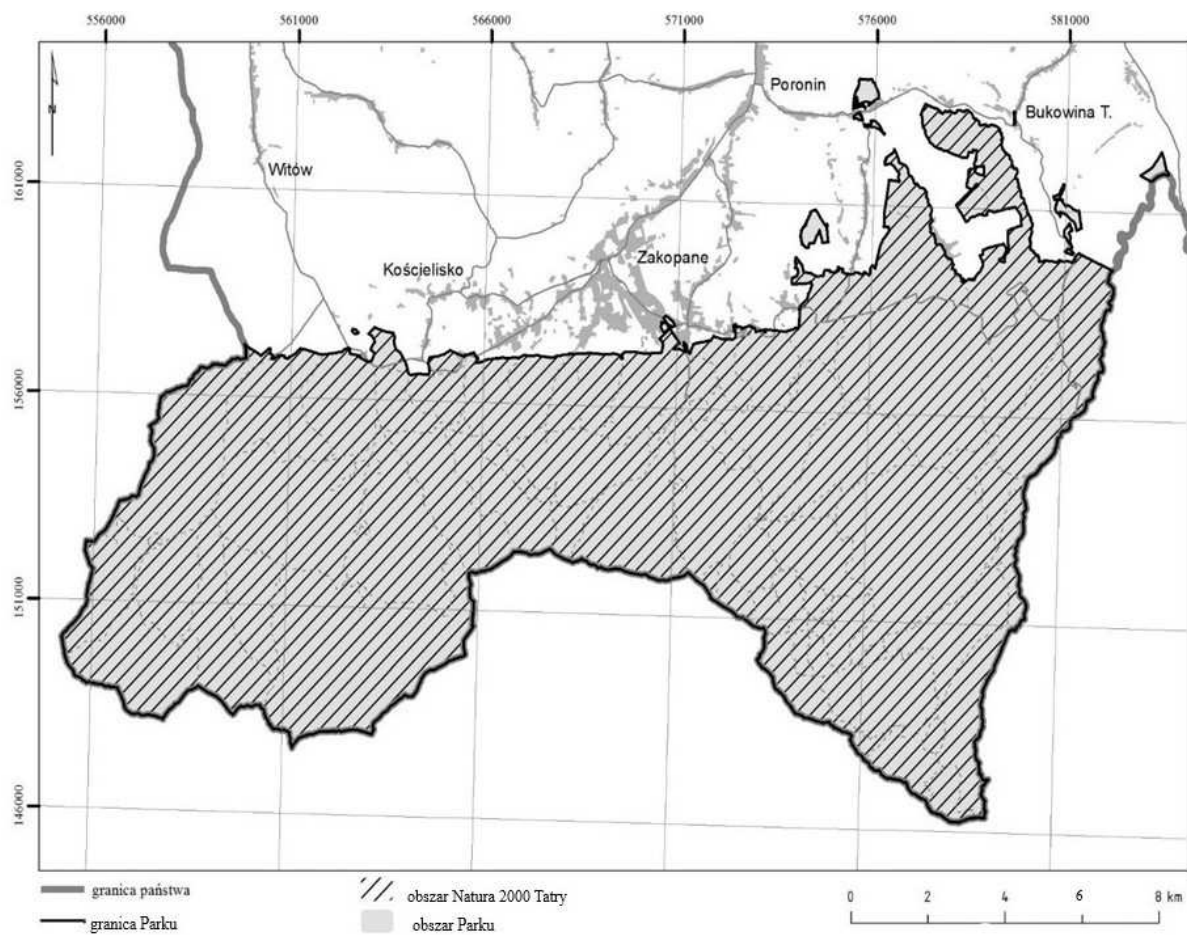 556000 561000 566000 571000 576000 581000
N
Poronin
Bukowina T.
161000
Witów
Kościelisko
Zakopane
156000
151000
146000
granica państwa
obszar Natura 2000 Tatry
0 2 4 6 8 km
granica Parku
obszar Parku